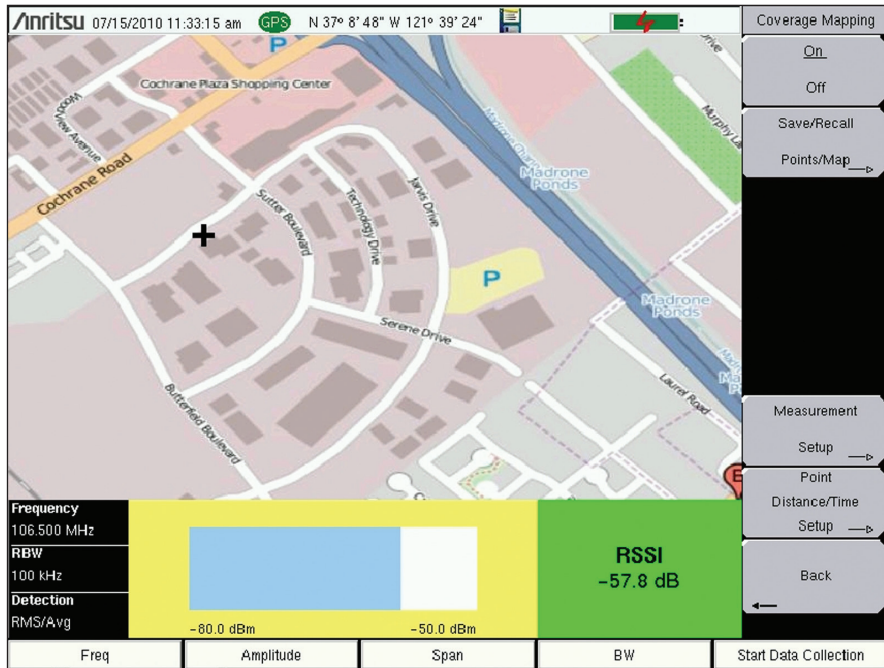 Anritsu 07/15/2010 11:33:15 am GPS N 37° 8' 48" W 121° 39' 24"
Coverage Mapping
On
Off
Save/Recall
Points/Map
Measurement
Setup
Point
Distance/Time
Setup
Back
P
Cochrane Plaza Shopping Center
Wood
View Avenue
Cochrane Road
Sutter Boulevard
Technology Drive
Jarvis Drive
Madrone
Ponds
P
Serene Drive
Madrone
Ponds
Laurel Road
Butterfield Boulevard
E
Frequency
106.500 MHz
RBW
100 kHz
Detection
RMS/Avg
-80.0 dBm
-50.0 dBm
RSSI
-57.8 dB
Freq
Amplitude
Span
BW
Start Data Collection